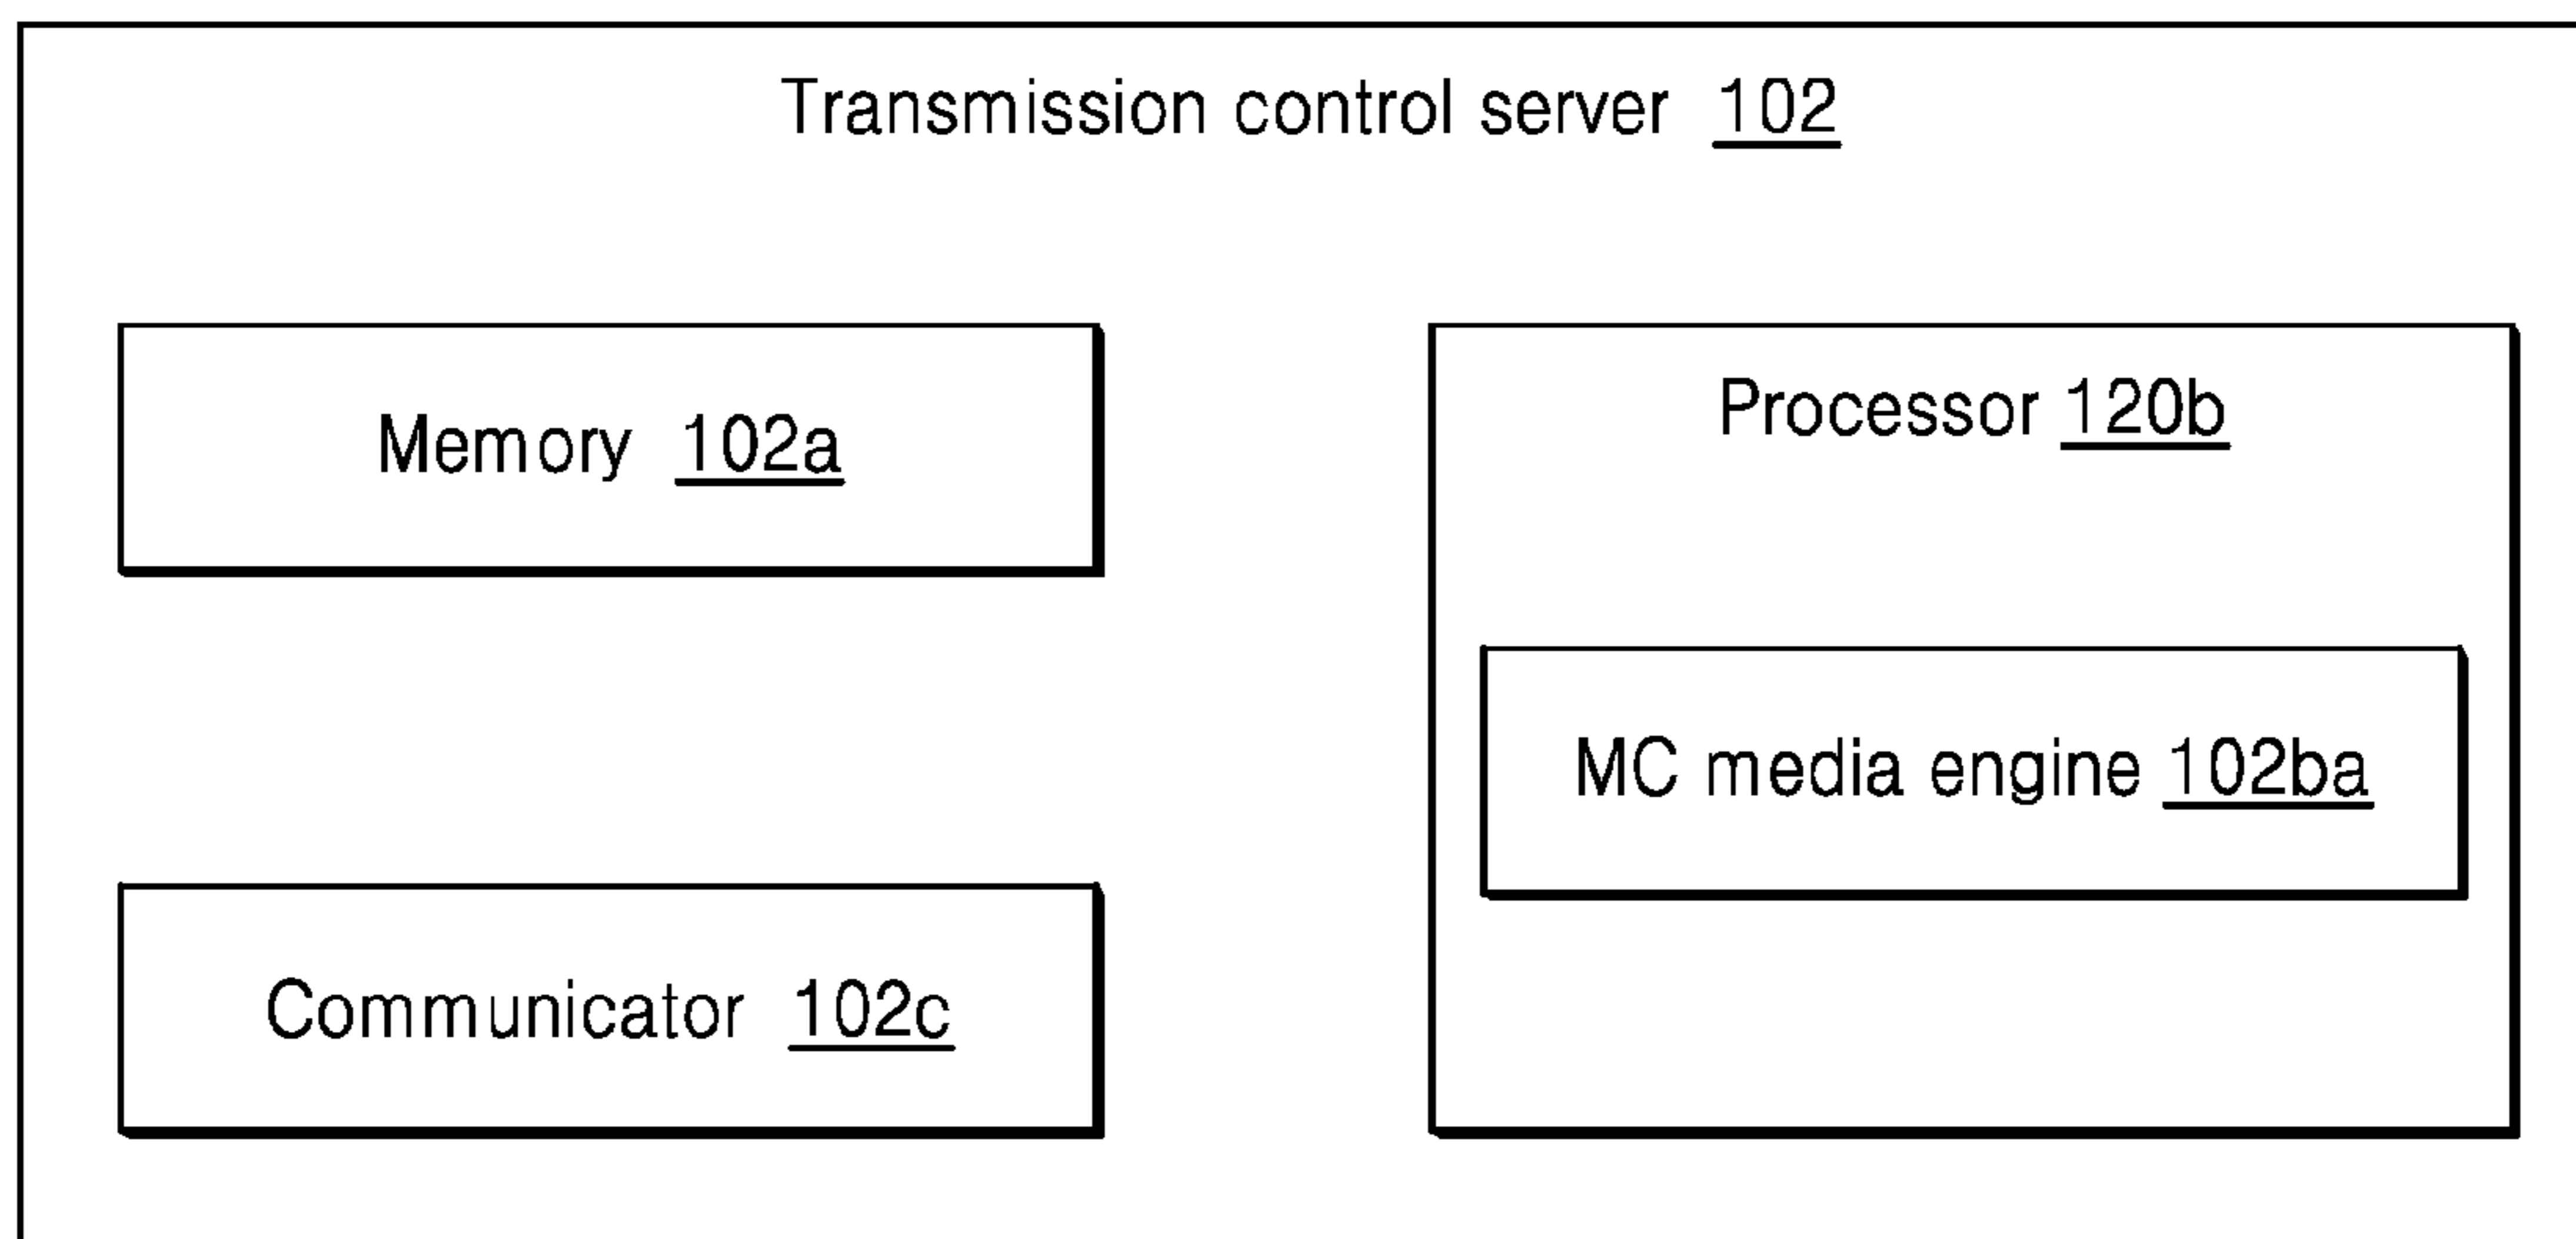 Transmission control server 102
Memory 102a
Processor 120b
MC media engine 102ba
Communicator 102c